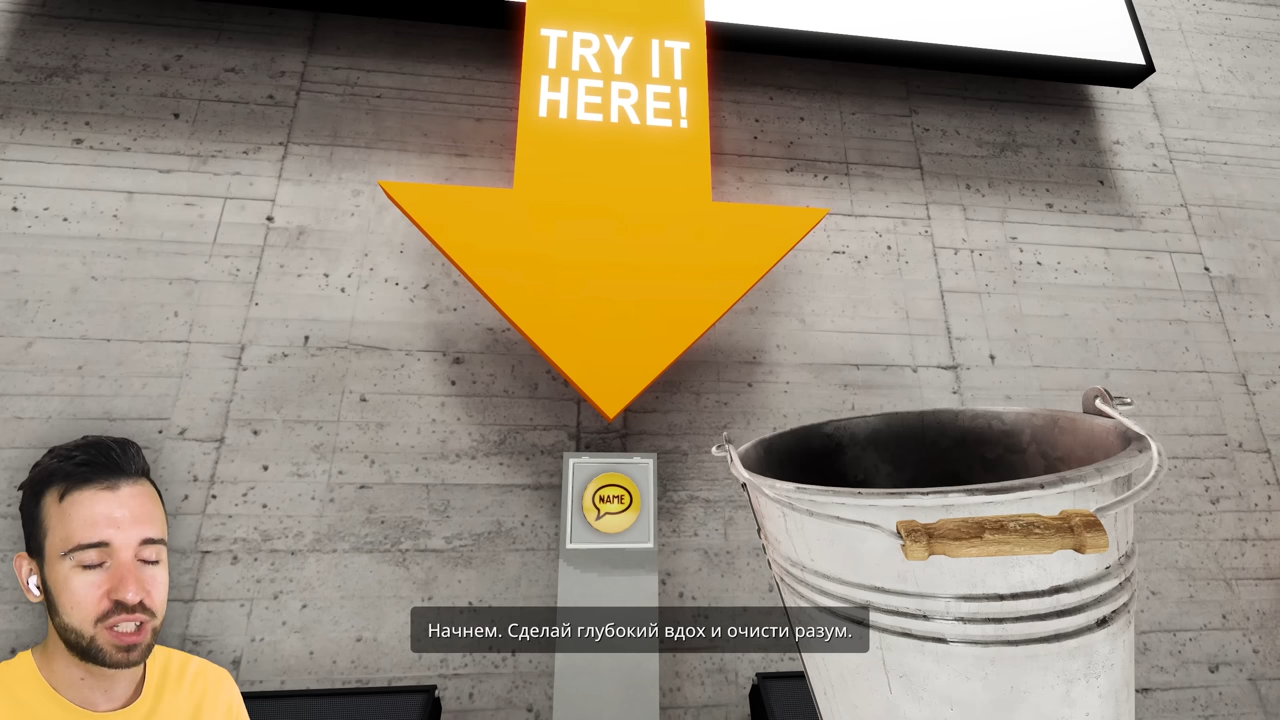 TRY IT
HERE!
NAME
Начнем. Сделай глубокий вдох и очисти разум.